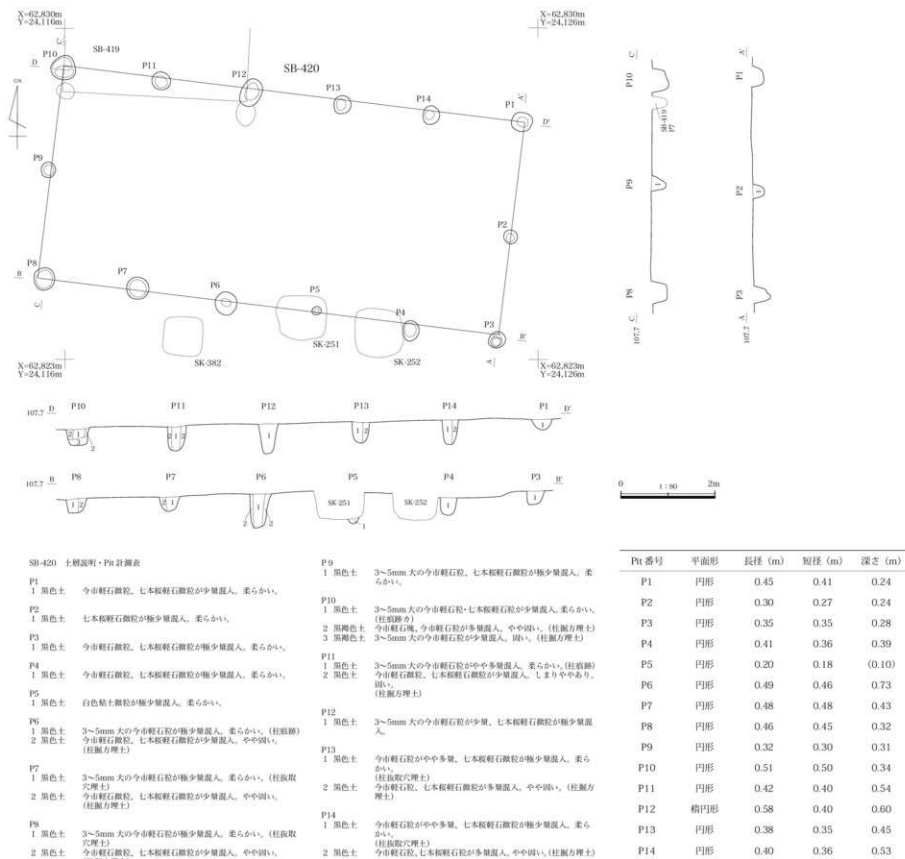 X=62,830m
Y=24,116m
X=62,830m
Y=24,126m
C'
P10
SB-419
D
P11
P12
SB-420
P13
P14
P1
A'
D'
P9
P2
P8
B
C
P7
P6
P5
P4
P3
B'
A
SK-251
SK-382
SK-252
X=62,823m
Y=24,116m
X=62,823m
Y=24,126m
C'
P10
SB-419
P7
P9
1
P8
C
107.7
A'
P1
P2
P3
A
107.7
107.7 D P10 P11 P12 P13 P14 P1 D'
107.7 B P8 P7 P6 P5 P4 P3 B'
SK-251
SK-252
0 1：80 2m
SB-420 土層説明・Pit 計測表
P1
1 黒色土 今市軽石微粒、七本桜軽石微粒が少量混入。柔らかい。
P2
1 黒色土 七本桜軽石微粒が極少量混入。柔らかい。
P3
1 黒色土 今市軽石微粒、七本桜軽石微粒が極少量混入。柔らかい。
P4
1 黒色土 今市軽石微粒、七本桜軽石微粒が極少量混入。柔らかい。
P5
1 黒色土 白色粘土微粒が極少量混入。柔らかい。
P6
1 黒色土 3〜5mm 大の今市軽石粒が極少量混入。柔らかい。(柱痕跡)
2 黒色土 今市軽石微粒、七本桜軽石微粒が少量混入。やや固い。
(柱掘方埋土)
P7
1 黒色土 3〜5mm 大の今市軽石粒が極少量混入。柔らかい。(柱抜取
穴埋土)
2 黒色土 今市軽石微粒、七本桜軽石微粒が少量混入。やや固い。
(柱掘方埋土)
P8
1 黒色土 3〜5mm 大の今市軽石粒が極少量混入。柔らかい。(柱抜取
穴埋土)
2 黒色土 今市軽石微粒、七本桜軽石微粒が少量混入。やや固い。
P 9
1 黒色土 3〜5mm 大の今市軽石粒、七本桜軽石微粒が極少量混入。柔
らかい。
P10
1 黒色土 3〜5mm 大の今市軽石粒・七本桜軽石粒が少量混入。柔らかい。
(柱痕跡カ)
2 黒褐色土 今市軽石塊、今市軽石粒が多量混入。やや固い。(柱掘方埋土)
3 黒褐色土 3〜5mm 大の今市軽石粒が少量混入。固い。(柱掘方埋土)
P11
1 黒色土 3〜5mm 大の今市軽石粒がやや多量混入。柔らかい。(柱痕跡)
2 黒色土 今市軽石微粒、七本桜軽石微粒が少量混入。しまりややあり。
固い。
(柱掘方埋土)
P12
1 黒色土 3〜5mm 大の今市軽石粒が少量、七本桜軽石微粒が極少量混
入。
P13
1 黒色土 今市軽石粒がやや多量、七本桜軽石微粒が極少量混入。柔ら
かい。
(柱抜取穴埋土)
2 黒色土 今市軽石微粒、七本桜軽石微粒が多量混入。やや固い。(柱掘方
埋土)
P14
1 黒色土 今市軽石粒がやや多量、七本桜軽石微粒が極少量混入。柔ら
かい。
(柱抜取穴埋土)
2 黒色土 今市軽石粒、七本桜軽石微粒が多量混入。やや固い。(柱掘方埋土)
Pit 番号 平面形 長径（m） 短径（m） 深さ（m）
P1 円形 0.45 0.41 0.24
P2 円形 0.30 0.27 0.24
P3 円形 0.35 0.35 0.28
P4 円形 0.41 0.36 0.39
P5 円形 0.20 0.18 (0.10)
P6 円形 0.49 0.46 0.73
P7 円形 0.48 0.48 0.43
P8 円形 0.46 0.45 0.32
P9 円形 0.32 0.30 0.31
P10 円形 0.51 0.50 0.34
P11 円形 0.42 0.40 0.54
P12 楕円形 0.58 0.40 0.60
P13 円形 0.38 0.35 0.45
P14 円形 0.40 0.36 0.53